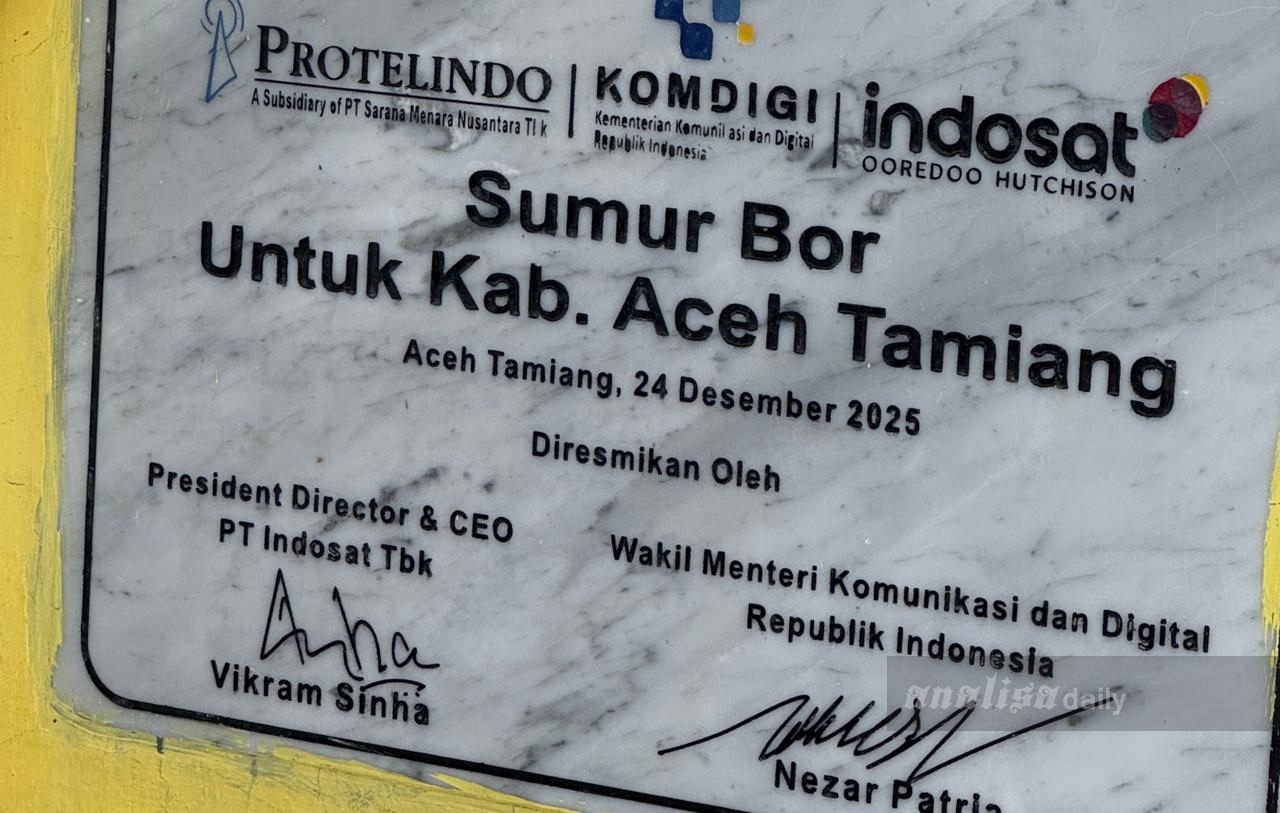 PROTELINDO
A Subsidiary of PT Sarana Menara Nusantara Tbk
KOMDIGI
Kementerian Komunikasi dan Digital
Republik Indonesia
indosat
OOREDOO HUTCHISON
Sumur Bor
Untuk Kab. Aceh Tamiang
Aceh Tamiang, 24 Desember 2025
Diresmikan Oleh
President Director & CEO
PT Indosat Tbk
Vikram Sinha
Wakil Menteri Komunikasi dan Digital
Republik Indonesia
Nezar Patria
analisadaily